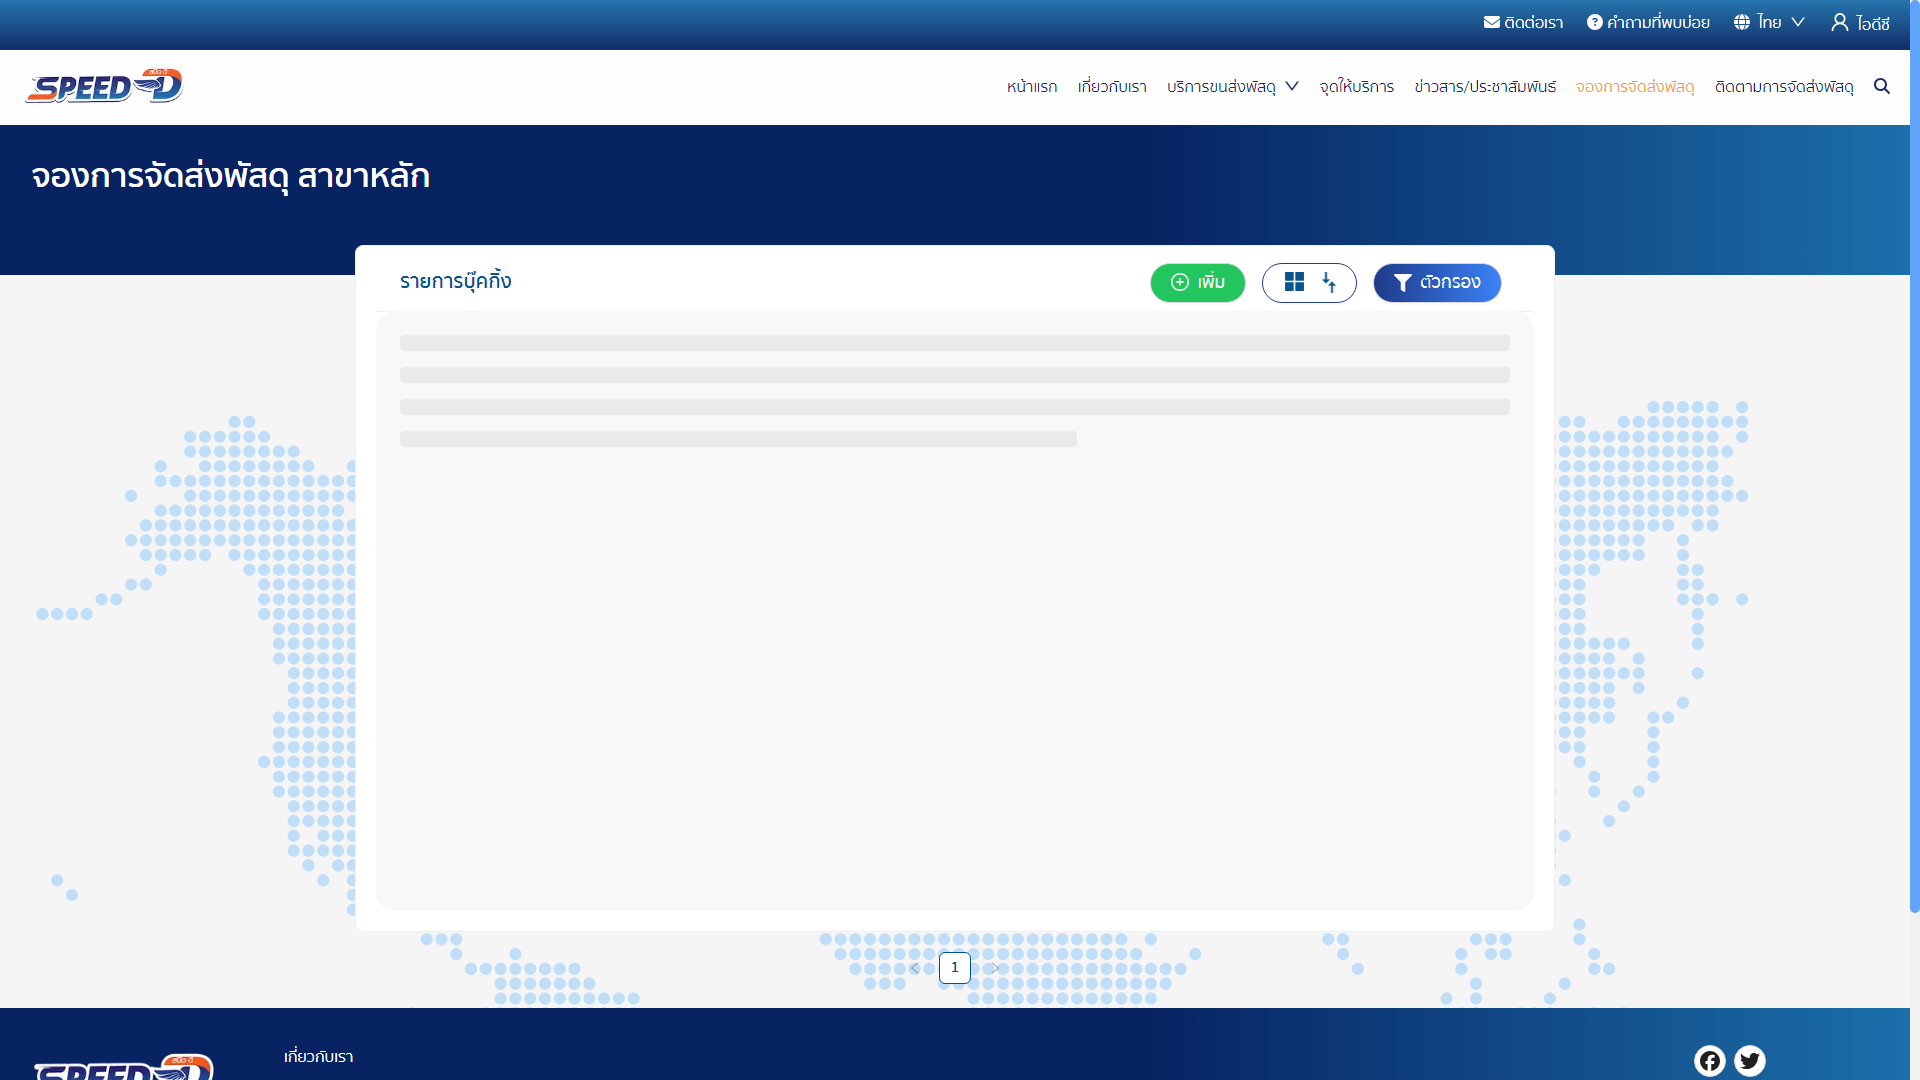 ติดต่อเรา คำถามที่พบบ่อย ไทย ไอดีซี
สปีด-ดี
SPEED-D
หน้าแรก เกี่ยวกับเรา บริการขนส่งพัสดุ จุดให้บริการ ข่าวสาร/ประชาสัมพันธ์ จองการจัดส่งพัสดุ ติดตามการจัดส่งพัสดุ
จองการจัดส่งพัสดุ สาขาหลัก
รายการบุ๊คกิ้ง เพิ่ม ตัวกรอง
1
เกี่ยวกับเรา
สปีด-ดี
SPEED-D